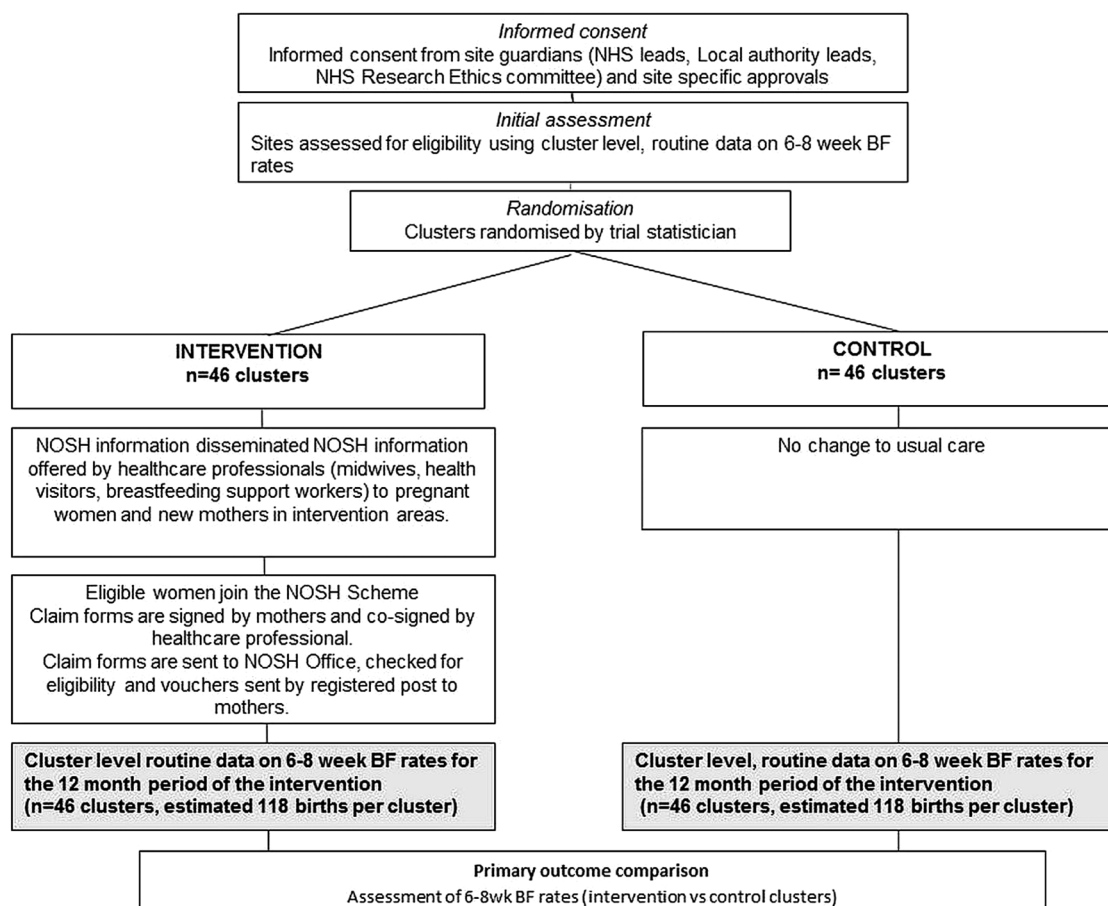 Informed consent
Informed consent from site guardians (NHS leads, Local authority leads,
NHS Research Ethics committee) and site specific approvals
Initial assessment
Sites assessed for eligibility using cluster level, routine data on 6-8 week BF
rates
Randomisation
Clusters randomised by trial statistician
INTERVENTION
n=46 clusters
CONTROL
n= 46 clusters
NOSH information disseminated NOSH information
offered by healthcare professionals (midwives, health
visitors, breastfeeding support workers) to pregnant
women and new mothers in intervention areas.
No change to usual care
Eligible women join the NOSH Scheme
Claim forms are signed by mothers and co-signed by
healthcare professional.
Claim forms are sent to NOSH Office, checked for
eligibility and vouchers sent by registered post to
mothers.
Cluster level routine data on 6-8 week BF rates for
the 12 month period of the intervention
(n=46 clusters, estimated 118 births per cluster)
Cluster level, routine data on 6-8 week BF rates for
the 12 month period of the intervention
(n=46 clusters, estimated 118 births per cluster)
Primary outcome comparison
Assessment of 6-8wk BF rates (intervention vs control clusters)